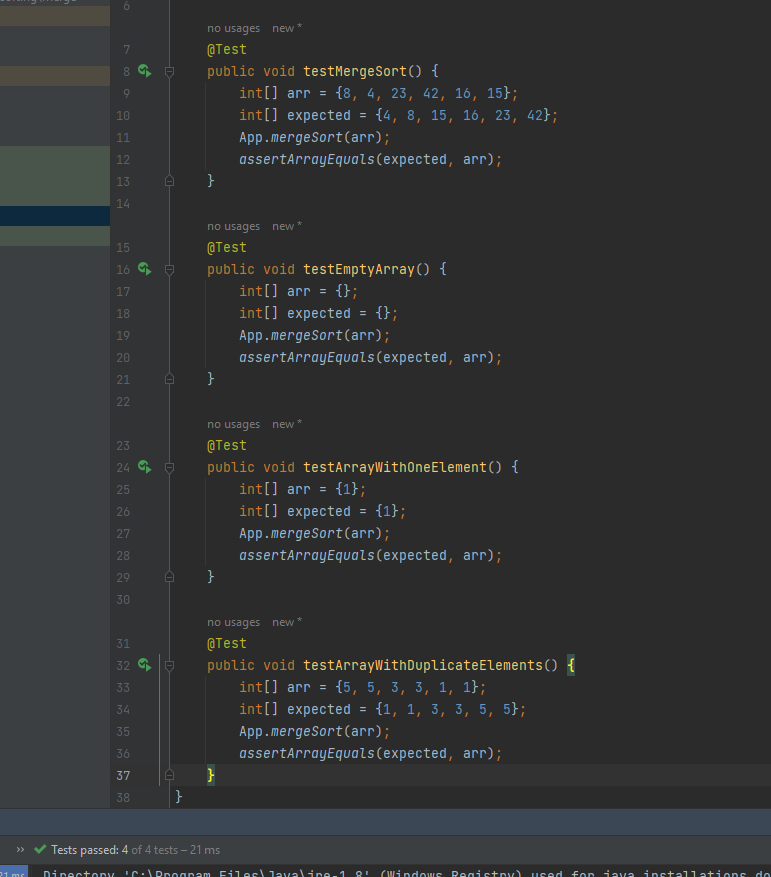 6
no usages new *
7 @Test
8 public void testMergeSort() {
9 int[] arr = {8, 4, 23, 42, 16, 15};
10 int[] expected = {4, 8, 15, 16, 23, 42};
11 App.mergeSort(arr);
12 assertArrayEquals(expected, arr);
13 }
14
no usages new *
15 @Test
16 public void testEmptyArray() {
17 int[] arr = {};
18 int[] expected = {};
19 App.mergeSort(arr);
20 assertArrayEquals(expected, arr);
21 }
22
no usages new *
23 @Test
24 public void testArrayWithOneElement() {
25 int[] arr = {1};
26 int[] expected = {1};
27 App.mergeSort(arr);
28 assertArrayEquals(expected, arr);
29 }
30
no usages new *
31 @Test
32 public void testArrayWithDuplicateElements() {
33 int[] arr = {5, 5, 3, 3, 1, 1};
34 int[] expected = {1, 1, 3, 3, 5, 5};
35 App.mergeSort(arr);
36 assertArrayEquals(expected, arr);
37 }
38 }
›› Tests passed: 4 of 4 tests – 21 ms
21 ms Directory 'C:\Program Files\Java\jre-1.8' (Windows Registry) used for java installations do